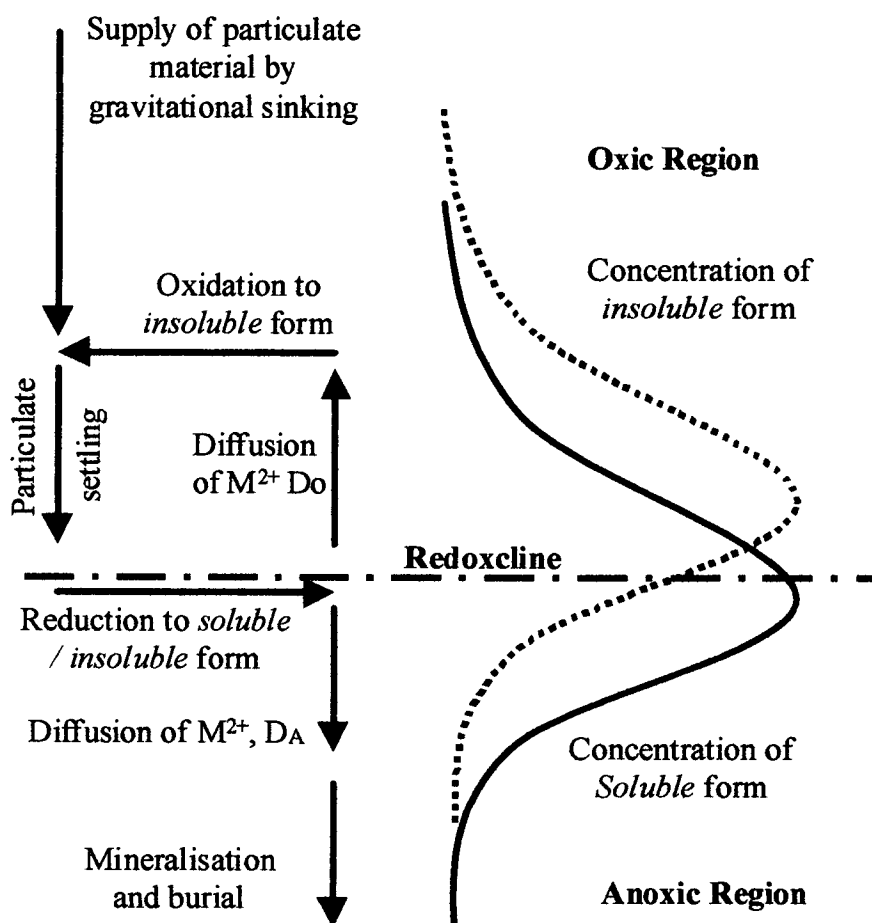 Supply of particulate
material by
gravitational sinking
Oxic Region
Concentration of
insoluble form
Oxidation to
insoluble form
Particulate
settling
Diffusion
of M²⁺ Do
Redoxcline
Reduction to soluble
/ insoluble form
Diffusion of M²⁺, DA
Concentration of
Soluble form
Mineralisation
and burial
Anoxic Region